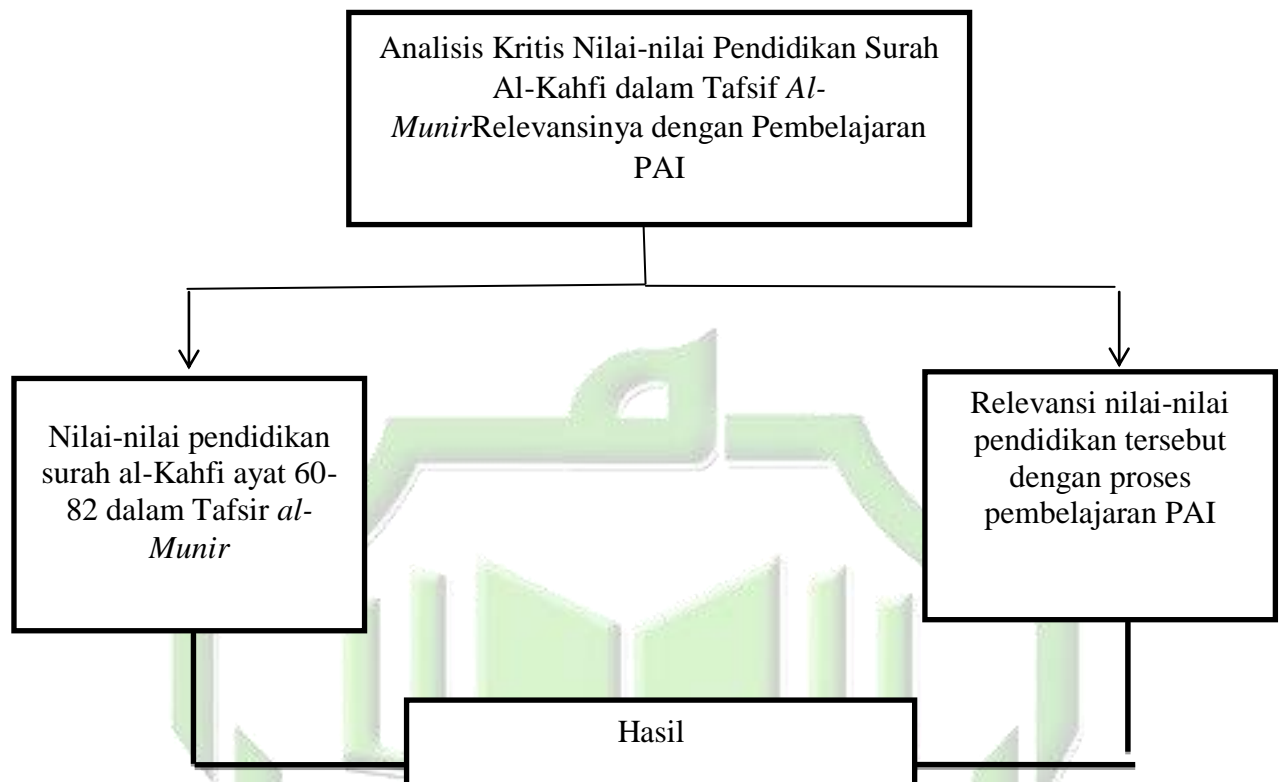 Analisis Kritis Nilai-nilai Pendidikan Surah
Al-Kahfi dalam Tafsif Al-
MunirRelevansinya dengan Pembelajaran
PAI
Nilai-nilai pendidikan
surah al-Kahfi ayat 60-
82 dalam Tafsir al-
Munir
Relevansi nilai-nilai
pendidikan tersebut
dengan proses
pembelajaran PAI
Hasil